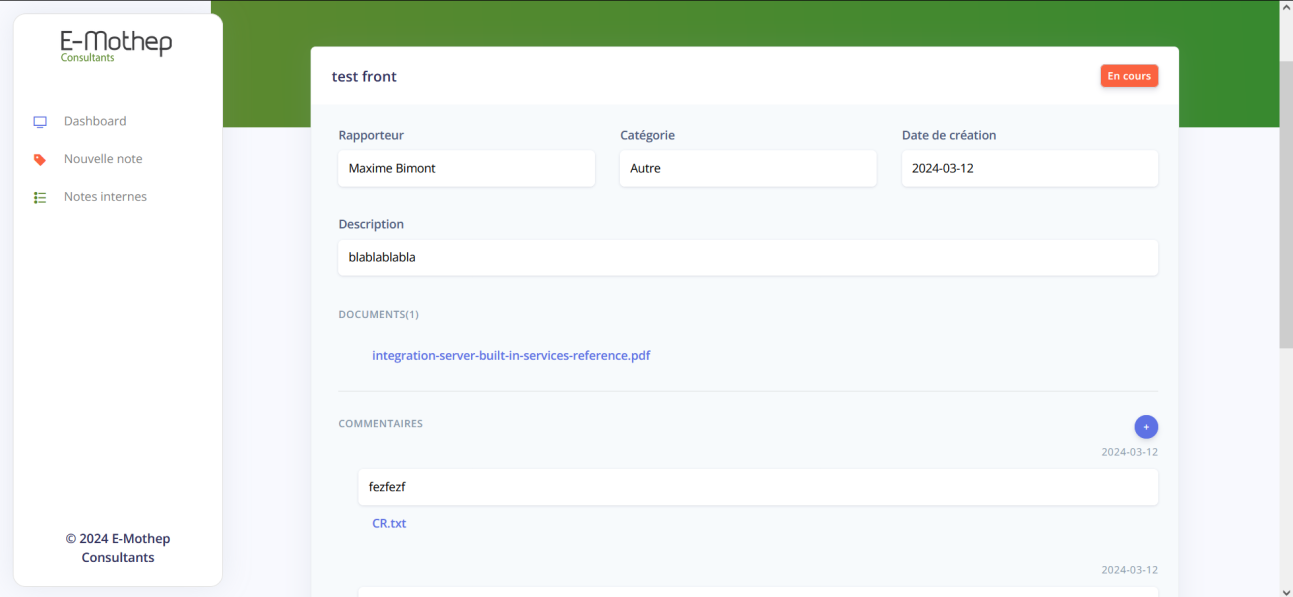 E-Mothep
Consultants
Dashboard
Nouvelle note
Notes internes
© 2024 E-Mothep
Consultants
test front
En cours
Rapporteur
Catégorie
Date de création
Maxime Bimont
Autre
2024-03-12
Description
blablablabla
DOCUMENTS(1)
integration-server-built-in-services-reference.pdf
COMMENTAIRES
+
2024-03-12
fezfezf
CR.txt
2024-03-12